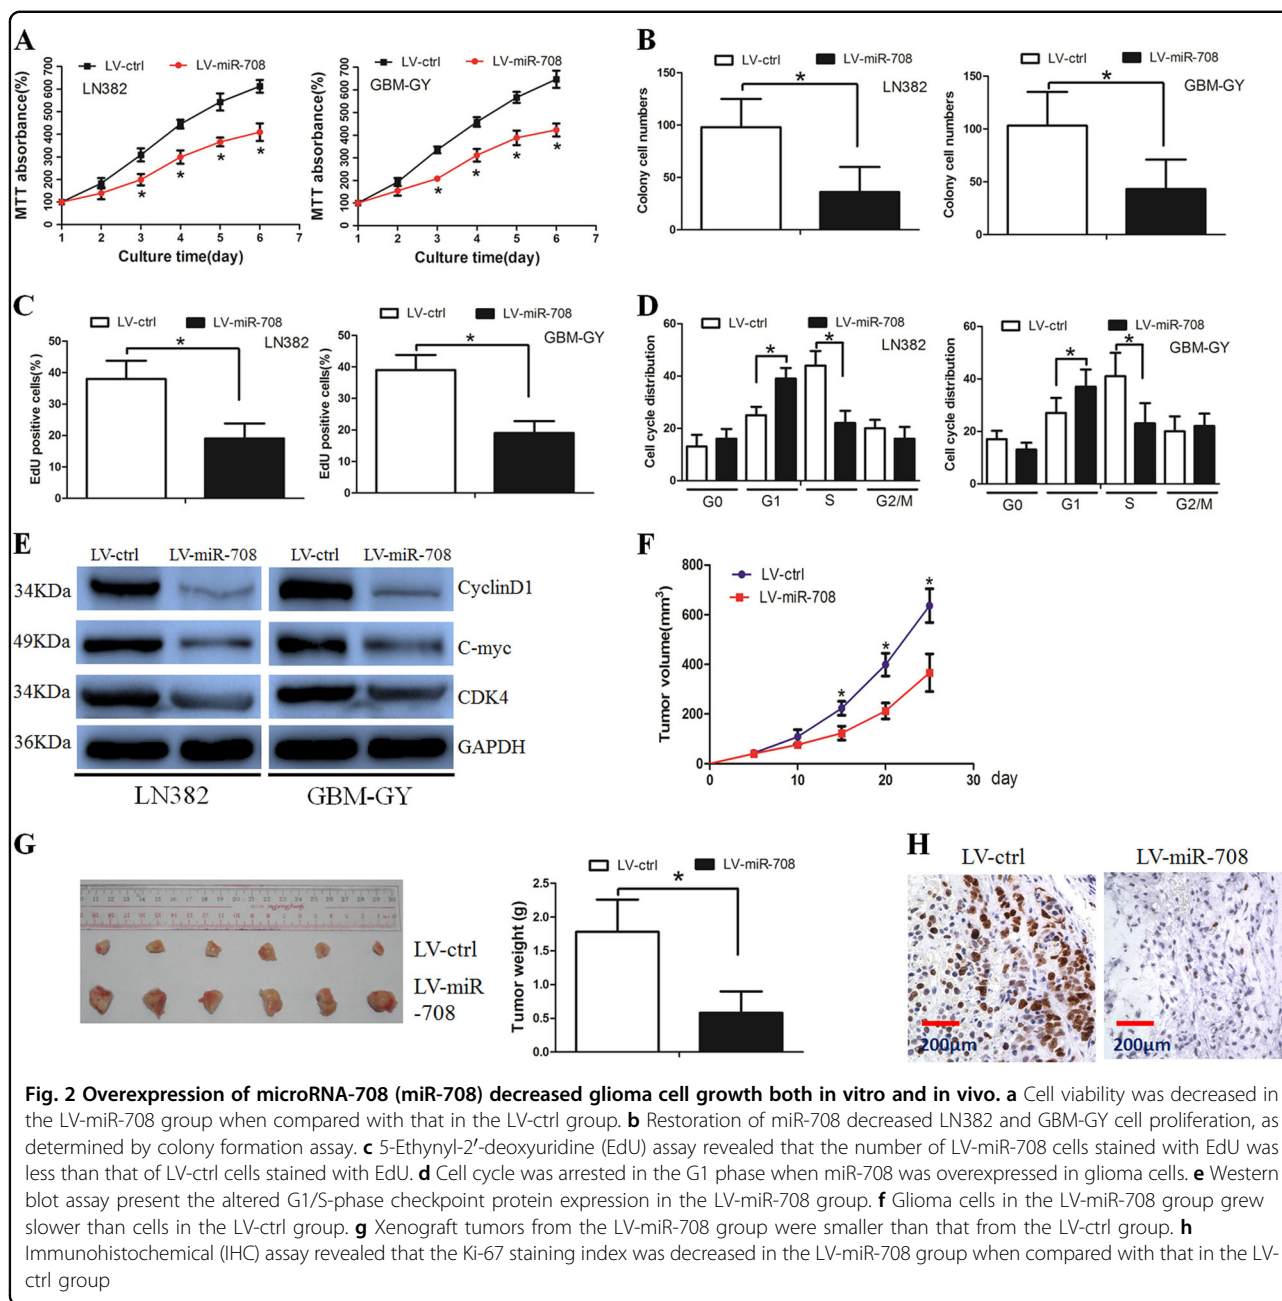 A
LV-ctrl LV-miR-708
LN382
MTT absorbance(%)
0 100 200 300 400 500 600 700
1 2 3 4 5 6 7
Culture time(day)
* * * *
LV-ctrl LV-miR-708
GBM-GY
MTT absorbance(%)
0 100 200 300 400 500 600 700
1 2 3 4 5 6 7
Culture time(day)
* * * *
B
LV-ctrl LV-miR-708
LN382
Colony cell numbers
150
100
50
0
*
LV-ctrl LV-miR-708
GBM-GY
Colony cell numbers
150
100
50
0
*
C
LV-ctrl LV-miR-708
LN382
EdU positive cells(%)
50
40
30
20
10
0
*
LV-ctrl LV-miR-708
GBM-GY
EdU positive cells(%)
50
40
30
20
10
0
*
D
LV-ctrl LV-miR-708
LN382
Cell cycle distribution
60
40
20
0
* *
G0 G1 S G2/M
LV-ctrl LV-miR-708
GBM-GY
Cell cycle distribution
60
40
20
0
* *
G0 G1 S G2/M
E
LV-ctrl LV-miR-708 LV-ctrl LV-miR-708
34KDa CyclinD1
49KDa C-myc
34KDa CDK4
36KDa GAPDH
LN382 GBM-GY
F
LV-ctrl
LV-miR-708
Tumor volume(mm³)
800
600
400
200
0
* * *
0 10 20 30 day
G
LV-ctrl
LV-miR
-708
LV-ctrl LV-miR-708
Tumor weight (g)
2.5
2.0
1.5
1.0
0.5
0.0
*
H
LV-ctrl LV-miR-708
200μm 200μm
Fig. 2 Overexpression of microRNA-708 (miR-708) decreased glioma cell growth both in vitro and in vivo. a Cell viability was decreased in
the LV-miR-708 group when compared with that in the LV-ctrl group. b Restoration of miR-708 decreased LN382 and GBM-GY cell proliferation, as
determined by colony formation assay. c 5-Ethynyl-2′-deoxyuridine (EdU) assay revealed that the number of LV-miR-708 cells stained with EdU was
less than that of LV-ctrl cells stained with EdU. d Cell cycle was arrested in the G1 phase when miR-708 was overexpressed in glioma cells. e Western
blot assay present the altered G1/S-phase checkpoint protein expression in the LV-miR-708 group. f Glioma cells in the LV-miR-708 group grew
slower than cells in the LV-ctrl group. g Xenograft tumors from the LV-miR-708 group were smaller than that from the LV-ctrl group. h
Immunohistochemical (IHC) assay revealed that the Ki-67 staining index was decreased in the LV-miR-708 group when compared with that in the LV-
ctrl group